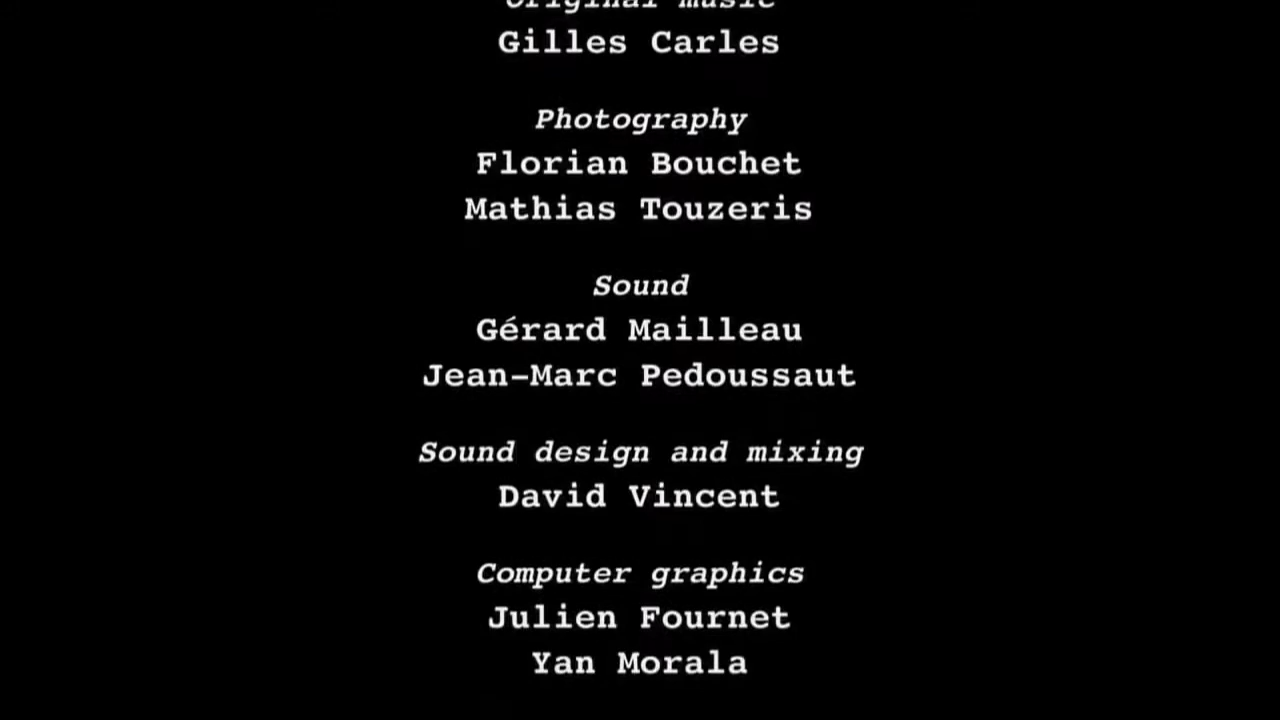 Original music
Gilles Carles
Photography
Florian Bouchet
Mathias Touzeris
Sound
Gérard Mailleau
Jean-Marc Pedoussaut
Sound design and mixing
David Vincent
Computer graphics
Julien Fournet
Yan Morala